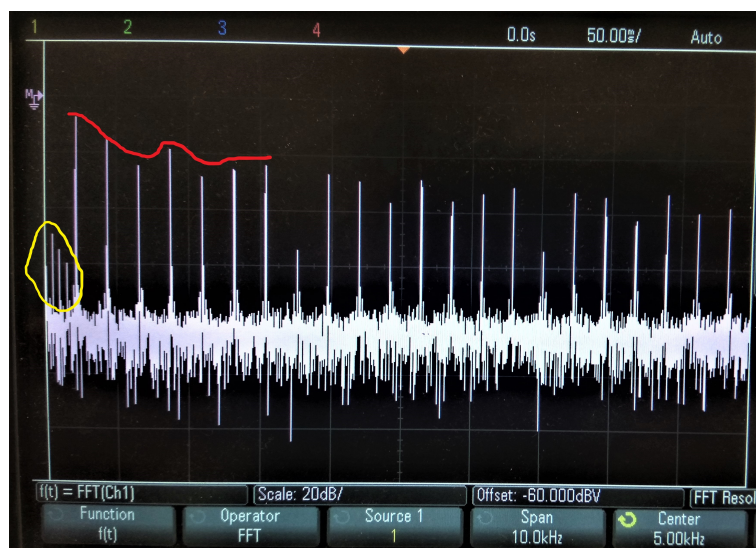 1 2 3 4 0.0s 50.00㎳/ Auto
M
f(t) = FFT(Ch1) Scale: 20dB/ Offset: -60.000dBV FFT Resol
Function Operator Source 1 Span Center
f(t) FFT 1 10.0kHz 5.00kHz